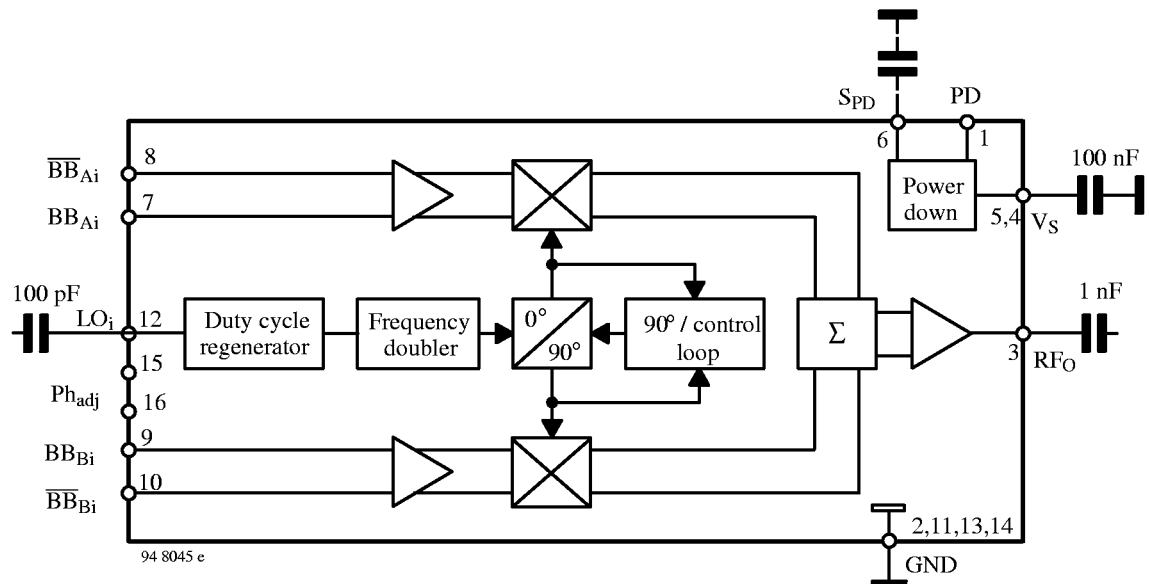 S_PD
PD
6
1
100 nF
8
B̅B̅_Ai
Power
down
7
BB_Ai
5,4
V_S
100 pF
LO_i
12
Duty cycle
regenerator
Frequency
doubler
0°
90°
90° / control
loop
Σ
1 nF
3
RF_O
15
Ph_adj
16
9
BB_Bi
10
B̅B̅_Bi
2,11,13,14
94 8045 e
GND